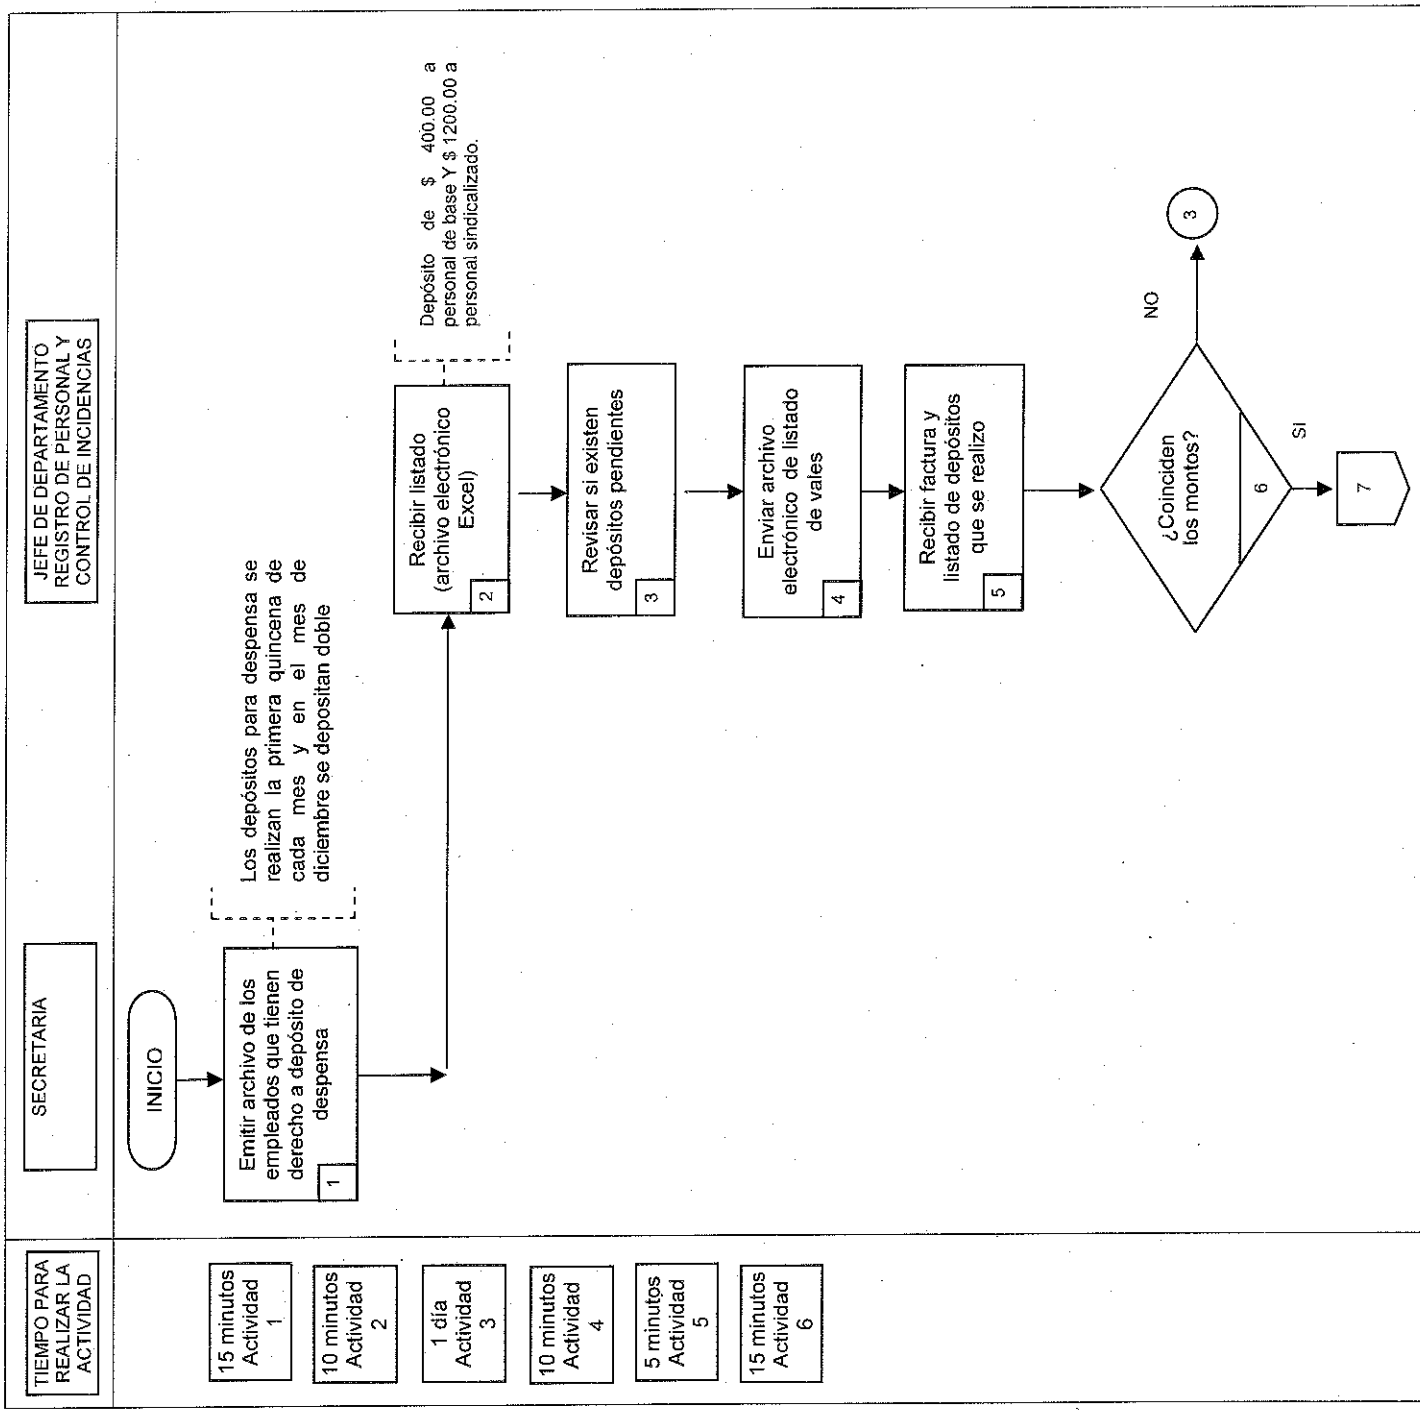 TIEMPO PARA
REALIZAR LA
ACTIVIDAD
SECRETARIA
JEFE DE DEPARTAMENTO
REGISTRO DE PERSONAL Y
CONTROL DE INCIDENCIAS
15 minutos
Actividad
1
10 minutos
Actividad
2
1 día
Actividad
3
10 minutos
Actividad
4
5 minutos
Actividad
5
15 minutos
Actividad
6
INICIO
Emitir archivo de los
empleados que tienen
derecho a depósito de
despensa
1
Los depósitos para despensa se
realizan la primera quincena de
cada mes y en el mes de
diciembre se depositan doble
Recibir listado
(archivo electrónico
Excel)
2
Depósito de $ 400.00 a
personal de base Y $ 1200.00 a
personal sindicalizado.
Revisar si existen
depósitos pendientes
3
Enviar archivo
electrónico de listado
de vales
4
Recibir factura y
listado de depósitos
que se realizo
5
¿Coinciden
los montos?
6
NO
3
SI
7